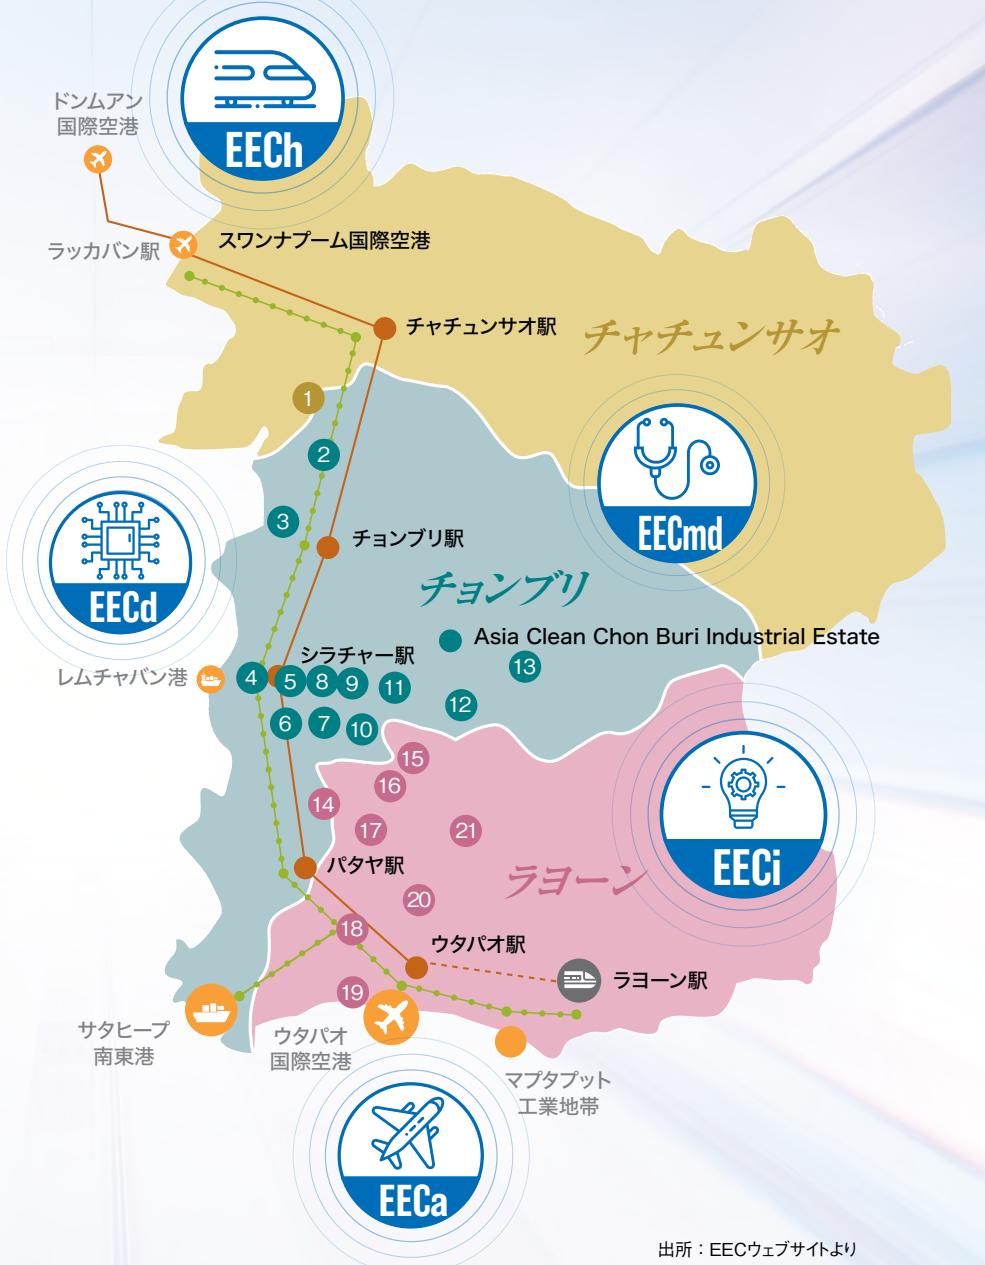 EECh
ドンムアン
国際空港
ラッカバン駅
スワンナプーム国際空港
チャチュンサオ駅
チャチュンサオ
1
2
EECmd
3
チョンブリ駅
EECd
チョンブリ
Asia Clean Chon Buri Industrial Estate
シラチャー駅
13
レムチャバン港
4
5
8
9
11
12
6
7
10
15
16
14
17
21
EECi
パタヤ駅
ラヨーン
20
18
ウタパオ駅
ラヨーン駅
19
サタヒープ
南東港
ウタパオ
国際空港
マプタプット
工業地帯
EECa
出所：EECウェブサイトより